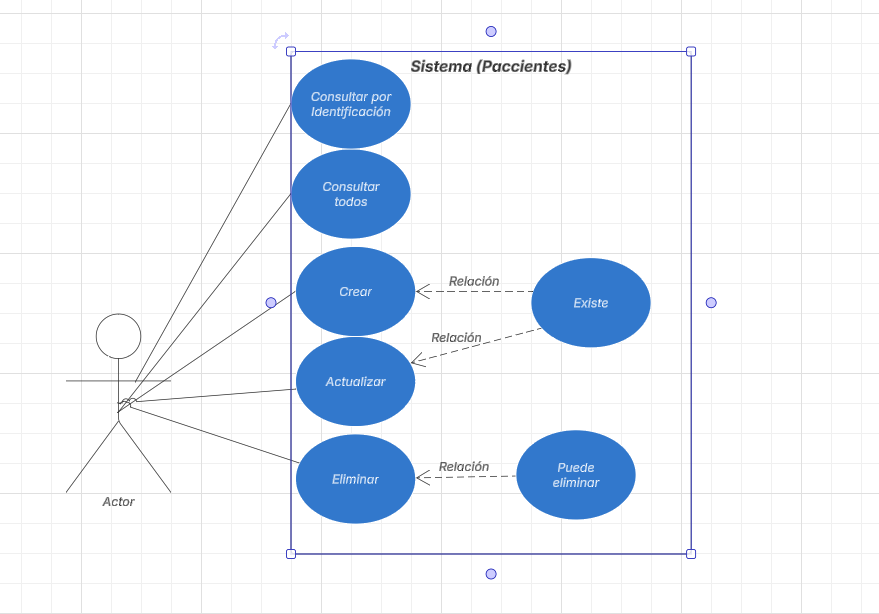 Sistema (Paccientes)
Consultar por
Identificación
Consultar
todos
Crear
Relación
Existe
Relación
Actualizar
Eliminar
Relación
Puede
eliminar
Actor